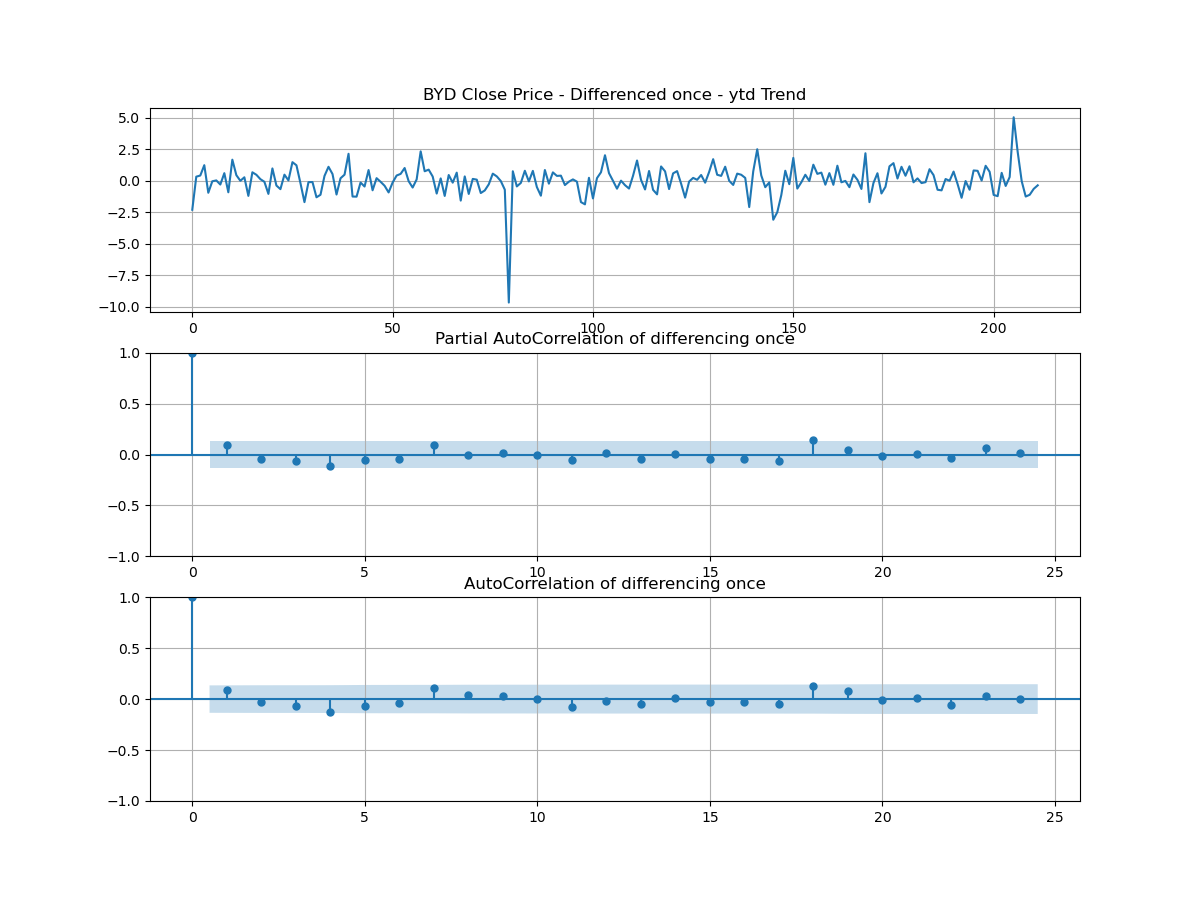 BYD Close Price - Differenced once - ytd Trend
5.0
2.5
0.0
−2.5
−5.0
−7.5
−10.0
0 50 100 150 200
Partial AutoCorrelation of differencing once
1.0
0.5
0.0
−0.5
−1.0
0 5 10 15 20 25
AutoCorrelation of differencing once
1.0
0.5
0.0
−0.5
−1.0
0 5 10 15 20 25